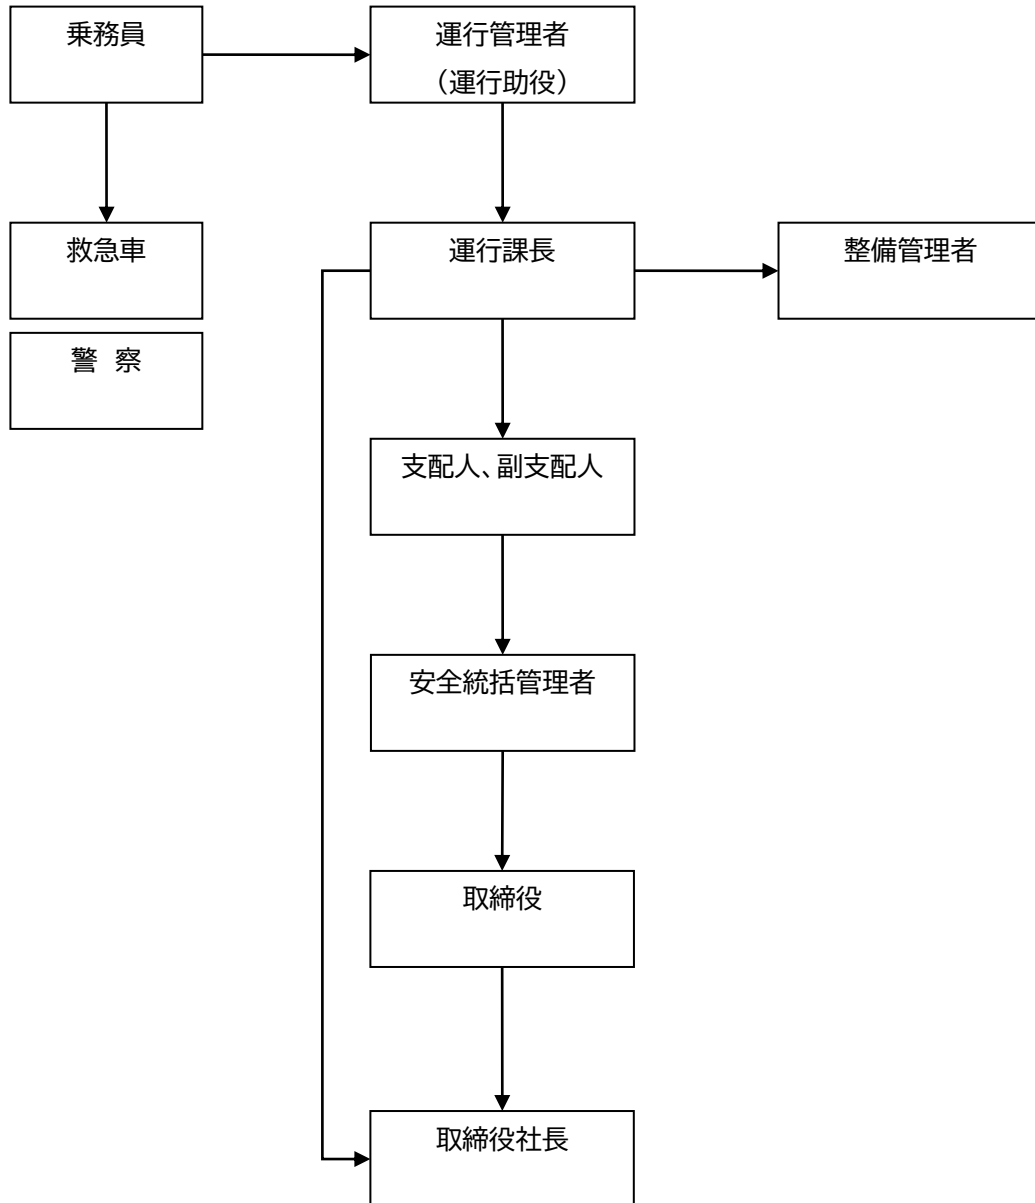 乗務員
運行管理者
（運行助役）
救急車
運行課長
整備管理者
警 察
支配人、副支配人
安全統括管理者
取締役
取締役社長